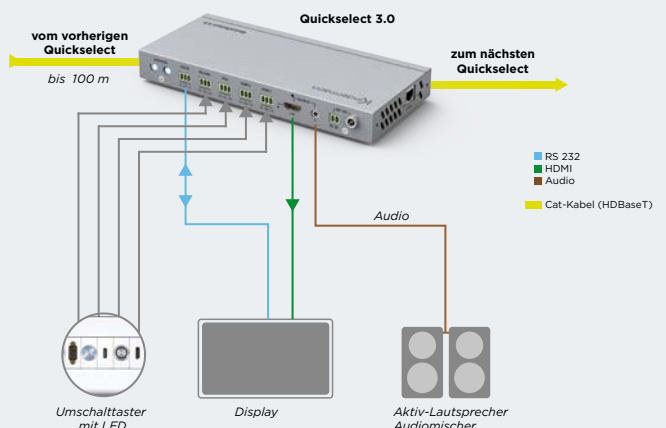 Quickselect 3.0
vom vorherigen
Quickselect
bis 100 m
zum nächsten
Quickselect
Kindermann
RS 232
HDMI
Audio
Cat-Kabel (HDBaseT)
Audio
Umschalttaster
mit LED
Display
Aktiv-Lautsprecher
Audiomischer